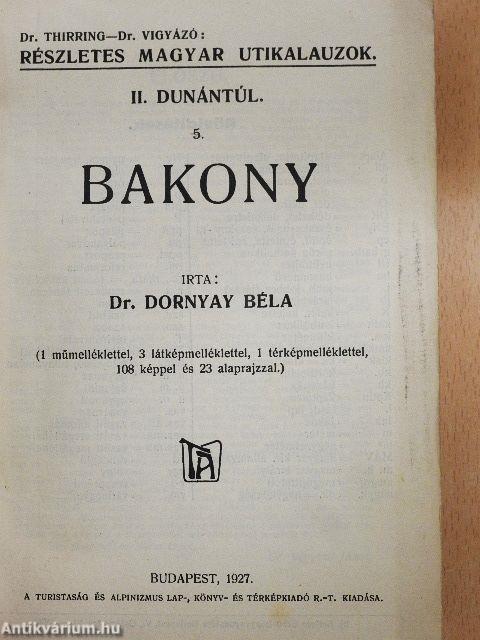 Dr. THIRRING—Dr. VIGYÁZÓ:
RÉSZLETES MAGYAR UTIKALAUZOK.
II. DUNÁNTÚL.
5.
BAKONY
IRTA:
Dr. DORNYAY BÉLA
(1 műmelléklettel, 3 látképmelléklettel, 1 térképmelléklettel,
108 képpel és 23 alaprajzzal.)
TA
BUDAPEST, 1927.
A TURISTASÁG ÉS ALPINIZMUS LAP-, KÖNYV- ÉS TÉRKÉPKIADÓ R.-T. KIADÁSA.
Antikvárium.hu